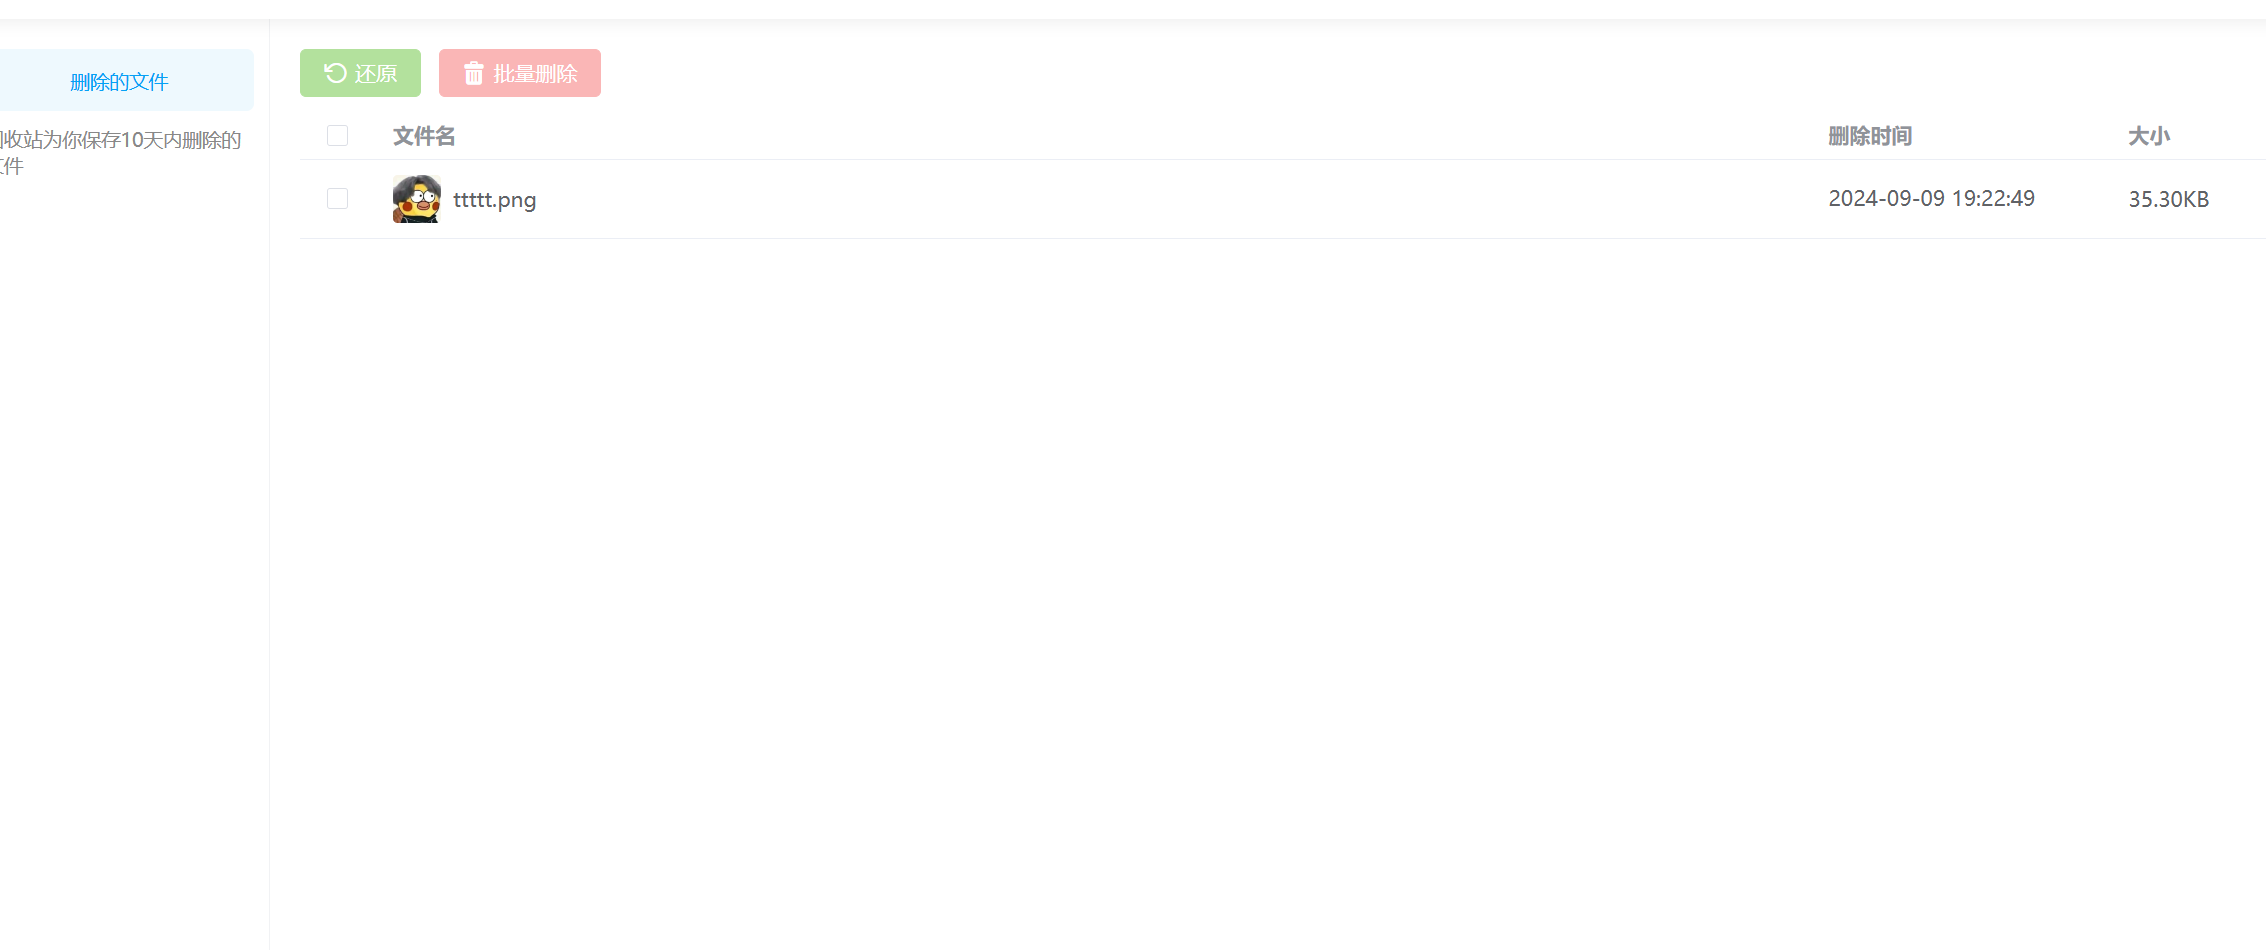 删除的文件
收站为你保存10天内删除的
件
还原 批量删除
文件名 删除时间 大小
ttttt.png 2024-09-09 19:22:49 35.30KB